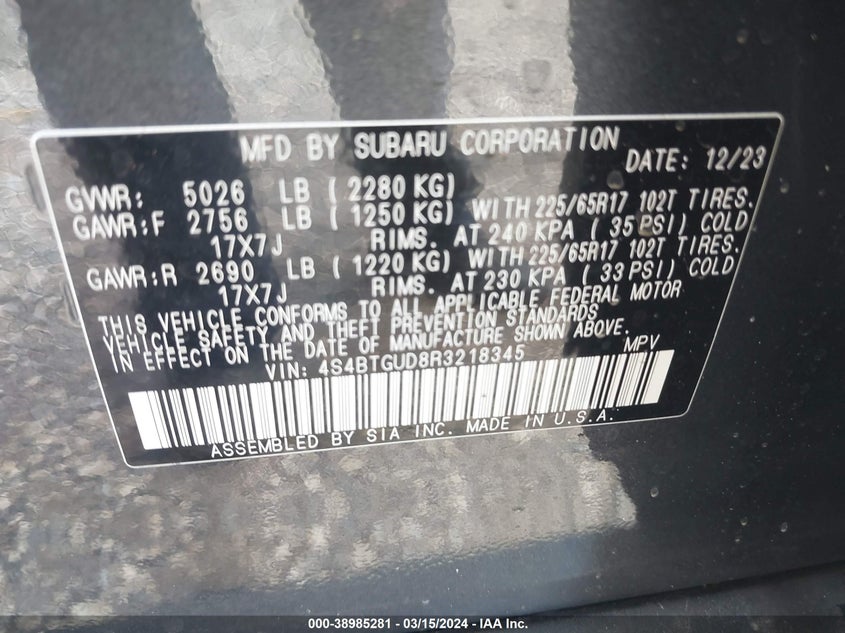 MFD BY SUBARU CORPORATION DATE: 12/23
GVWR: 5026 LB ( 2280 KG)
GAWR:F 2756 LB ( 1250 KG) WITH 225/65R17 102T TIRES.
17X7J RIMS. AT 240 KPA ( 35 PSI) COLD
GAWR:R 2690 LB ( 1220 KG) WITH 225/65R17 102T TIRES.
17X7J RIMS. AT 230 KPA ( 33 PSI) COLD
THIS VEHICLE CONFORMS TO ALL APPLICABLE FEDERAL MOTOR
VEHICLE SAFETY AND THEFT PREVENTION STANDARDS
IN EFFECT ON THE DATE OF MANUFACTURE SHOWN ABOVE.
VIN: 4S4BTGUD8R3218345 MPV
ASSEMBLED BY SIA INC. MADE IN U.S.A.
000-38985281 - 03/15/2024 - IAA Inc.